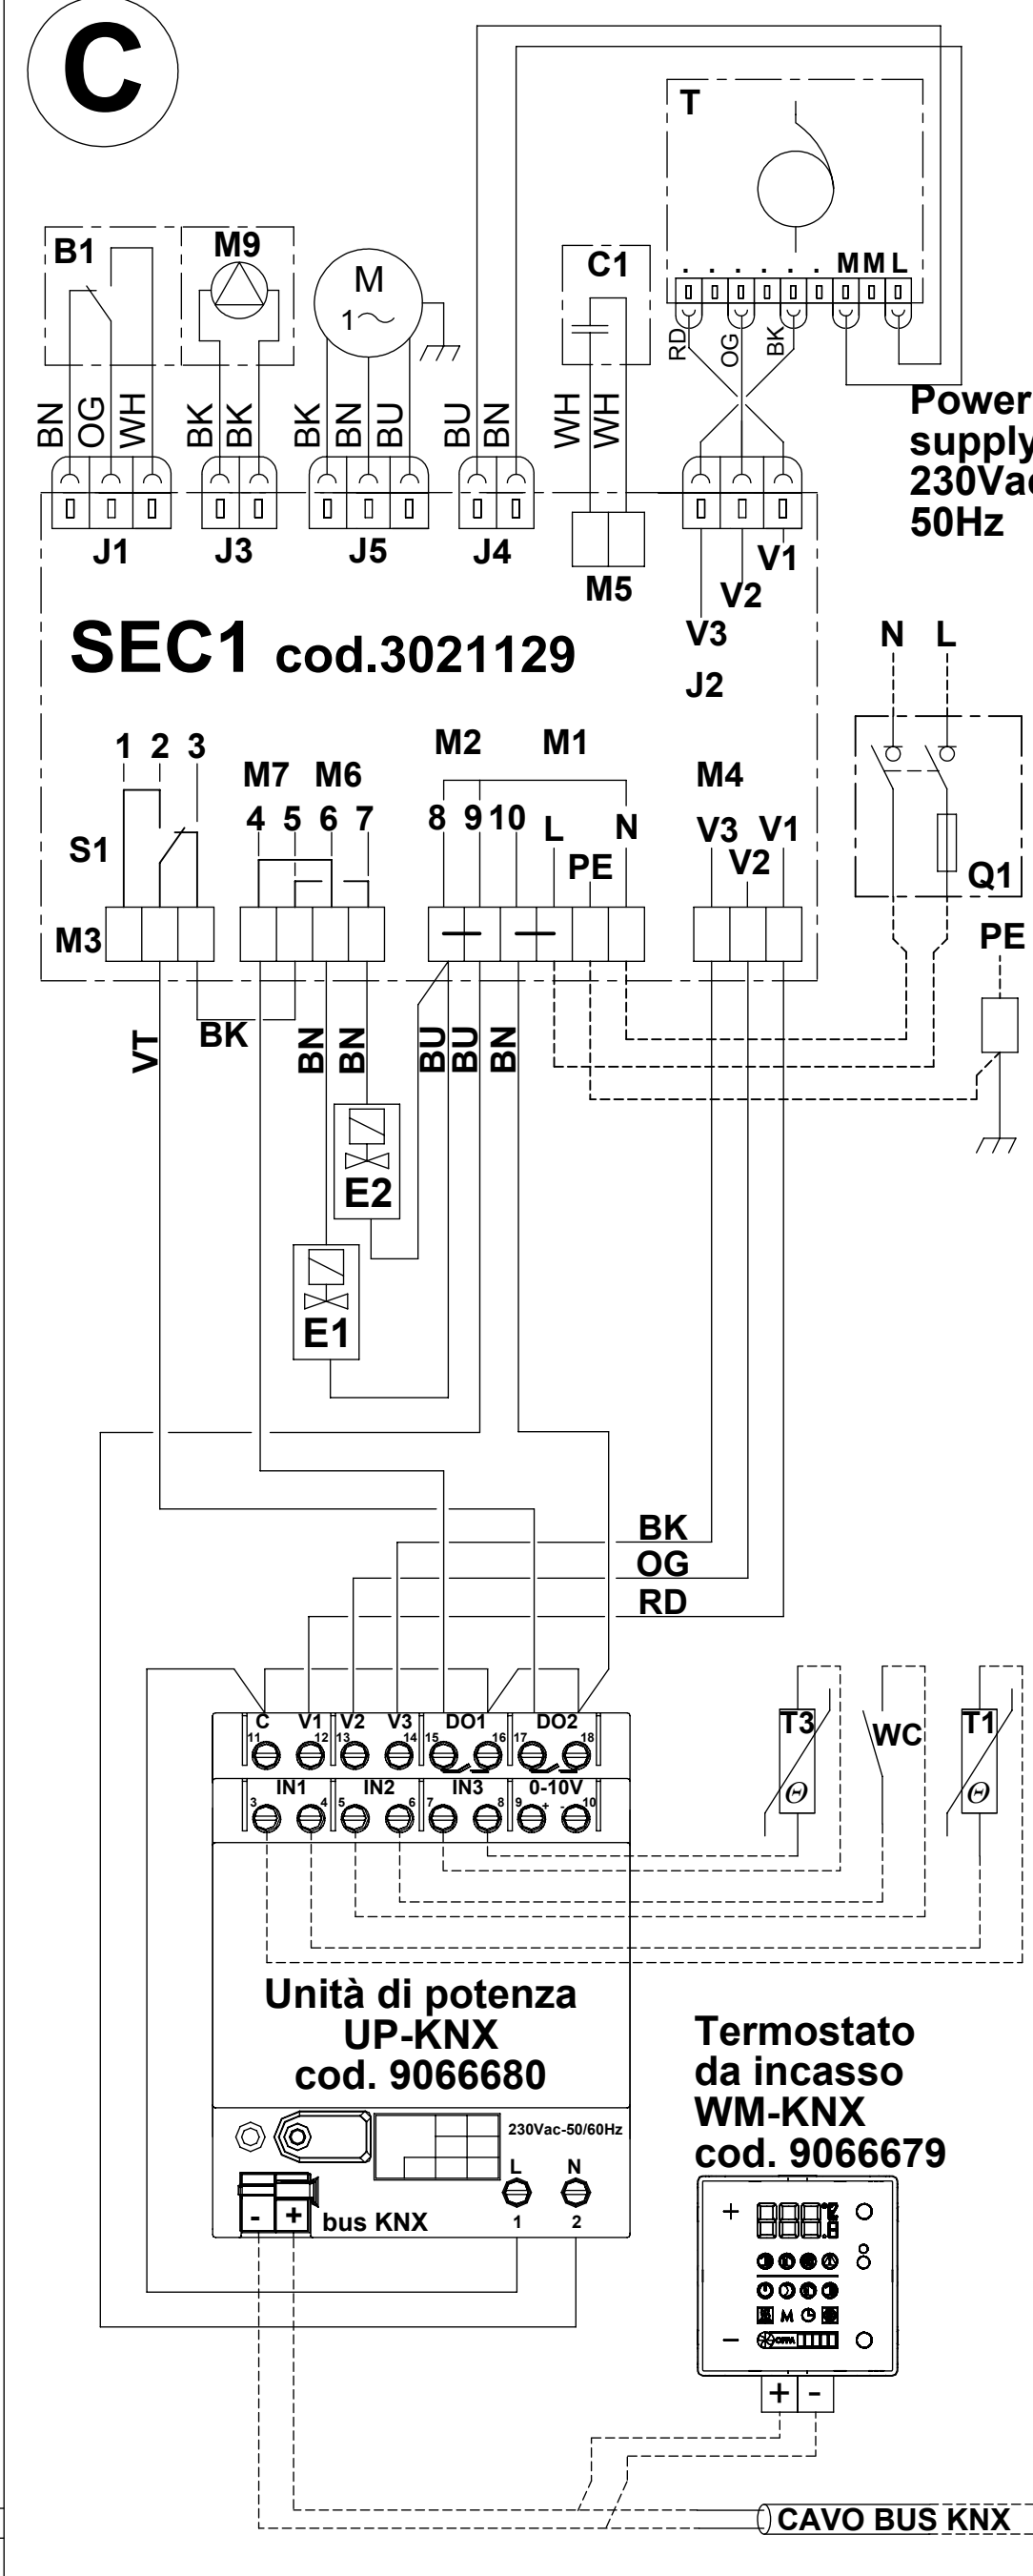 C
T
. . . . . . M M L
B1
M9
M
1~
C1
RD
OG
BK
BN
OG
WH
BK
BK
BK
BN
BU
BU
BN
WH
WH
Power
supply
230Vac
50Hz
J1
J3
J5
J4
M5
V1
V2
V3
J2
SEC1 cod.3021129
N L
1 2 3
M7 M6
4 5 6 7
M2 M1
8 9 10 L PE N
M4
V3 V2 V1
S1
M3
Q1
PE
VT
BK
BN
BN
BU
BU
BN
E2
E1
BK
OG
RD
C V1 V2 V3 DO1 DO2
11 12 13 14 15 16 17 18
IN1 IN2 IN3 0-10V
3 4 5 6 7 8 9 + - 10
T3
Θ
WC
T1
Θ
Unità di potenza
UP-KNX
cod. 9066680
230Vac-50/60Hz
L N
1 2
- + bus KNX
Termostato
da incasso
WM-KNX
cod. 9066679
+
M
-
+ -
CAVO BUS KNX